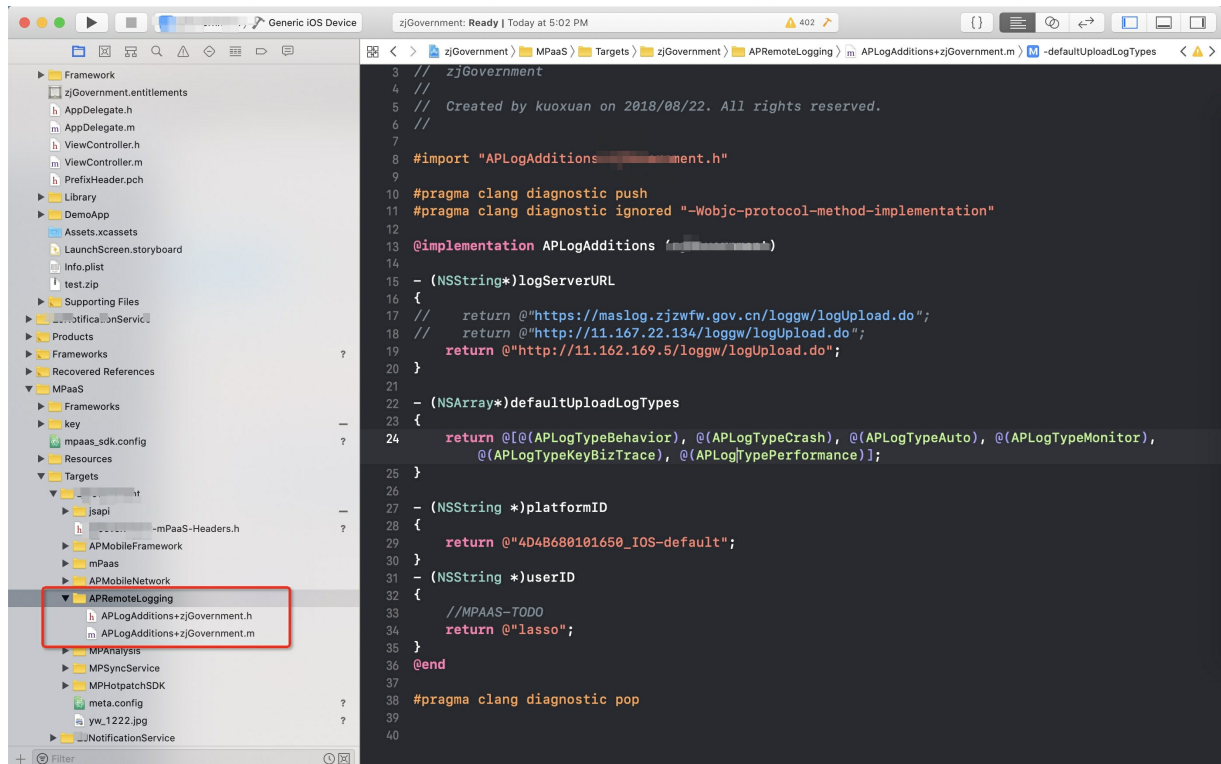 Generic iOS Device
zjGovernment: Ready | Today at 5:02 PM
402
zjGovernment
MPaaS
Targets
zjGovernment
APRemoteLogging
APLogAdditions+zjGovernment.m
-defaultUploadLogTypes
Framework
zjGovernment.entitlements
AppDelegate.h
AppDelegate.m
ViewController.h
ViewController.m
PrefixHeader.pch
Library
DemoApp
Assets.xcassets
LaunchScreen.storyboard
Info.plist
test.zip
Supporting Files
Products
Frameworks ?
Recovered References
MPaaS
Frameworks
key
mpaas_sdk.config ?
Resources
Targets
jsapi
-mPaaS-Headers.h ?
APMobileFramework
mPaas
APMobileNetwork
APRemoteLogging
APLogAdditions+zjGovernment.h
APLogAdditions+zjGovernment.m
MPAnalysis
MPSyncService
MPHotpatchSDK
meta.config ?
yw_1222.jpg ?
NotificationService
Filter
3 // zjGovernment
4 //
5 // Created by kuoxuan on 2018/08/22. All rights reserved.
6 //
7
8 #import "APLogAdditions ment.h"
9
10 #pragma clang diagnostic push
11 #pragma clang diagnostic ignored "-Wobjc-protocol-method-implementation"
12
13 @implementation APLogAdditions ( )
14
15 - (NSString*)logServerURL
16 {
17 // return @"https://maslog.zjzwfw.gov.cn/loggw/logUpload.do";
18 // return @"http://11.167.22.134/loggw/logUpload.do";
19 return @"http://11.162.169.5/loggw/logUpload.do";
20 }
21
22 - (NSArray*)defaultUploadLogTypes
23 {
24 return @[@(APLogTypeBehavior), @(APLogTypeCrash), @(APLogTypeAuto), @(APLogTypeMonitor),
@(APLogTypeKeyBizTrace), @(APLogTypePerformance)];
25 }
26
27 - (NSString *)platformID
28 {
29 return @"4D4B680101650_IOS-default";
30 }
31 - (NSString *)userID
32 {
33 //MPAAS-TODO
34 return @"lasso";
35 }
36 @end
37
38 #pragma clang diagnostic pop
39
40